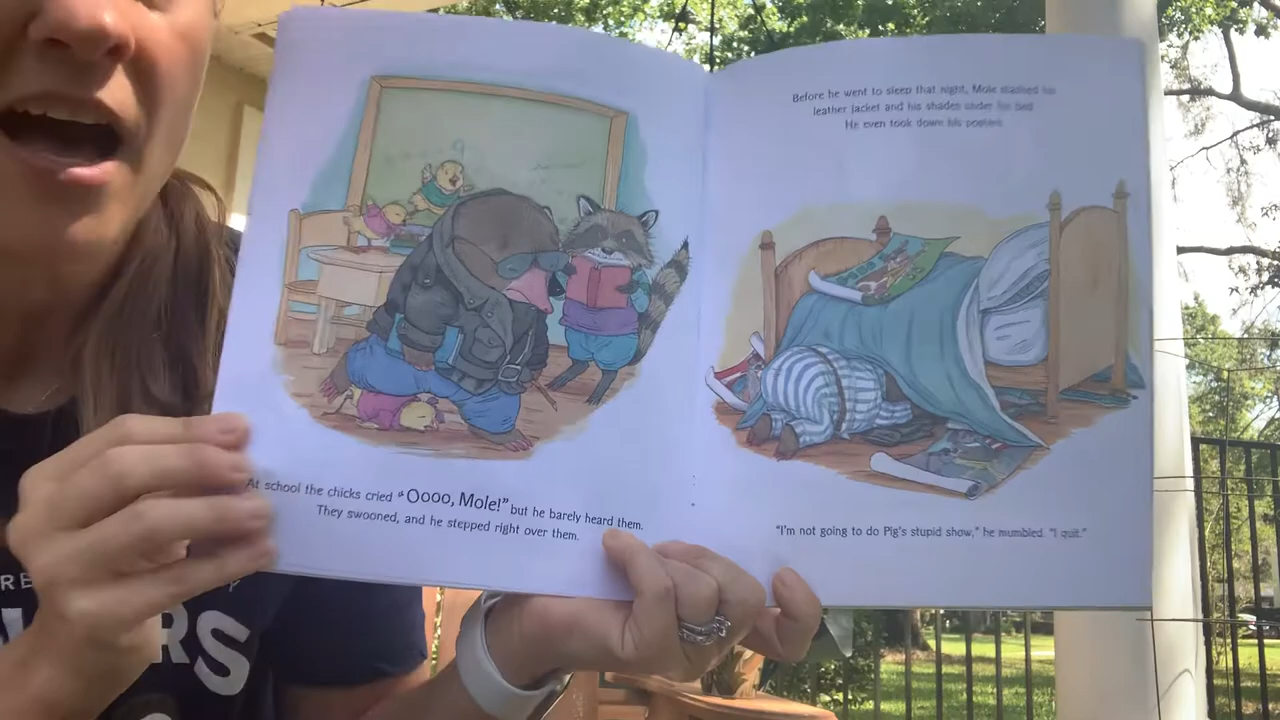 Before he went to sleep that night, Mole stashed his
leather jacket and his shades under his bed
He even took down his posters.
At school the chicks cried "Oooo, Mole!" but he barely heard them.
They swooned, and he stepped right over them.
"I'm not going to do Pig's stupid show," he mumbled. "I quit."
RE
RS